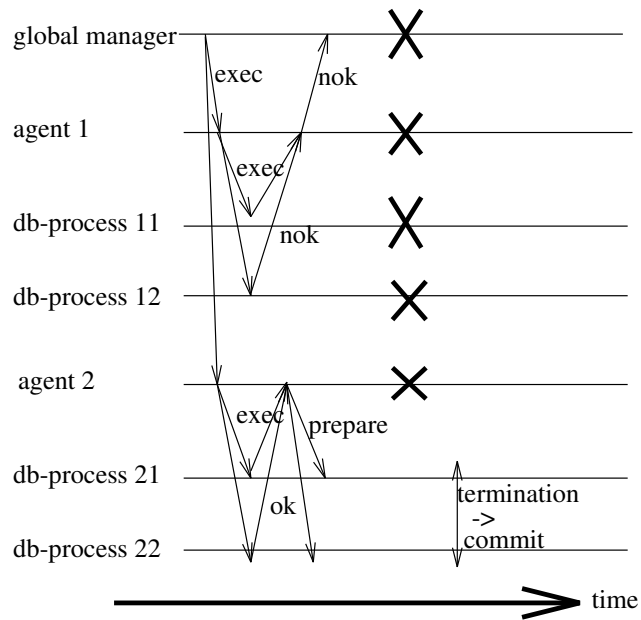 global manager
exec
nok
agent 1
exec
db-process 11
nok
db-process 12
agent 2
exec
prepare
db-process 21
ok
termination
->
commit
db-process 22
time